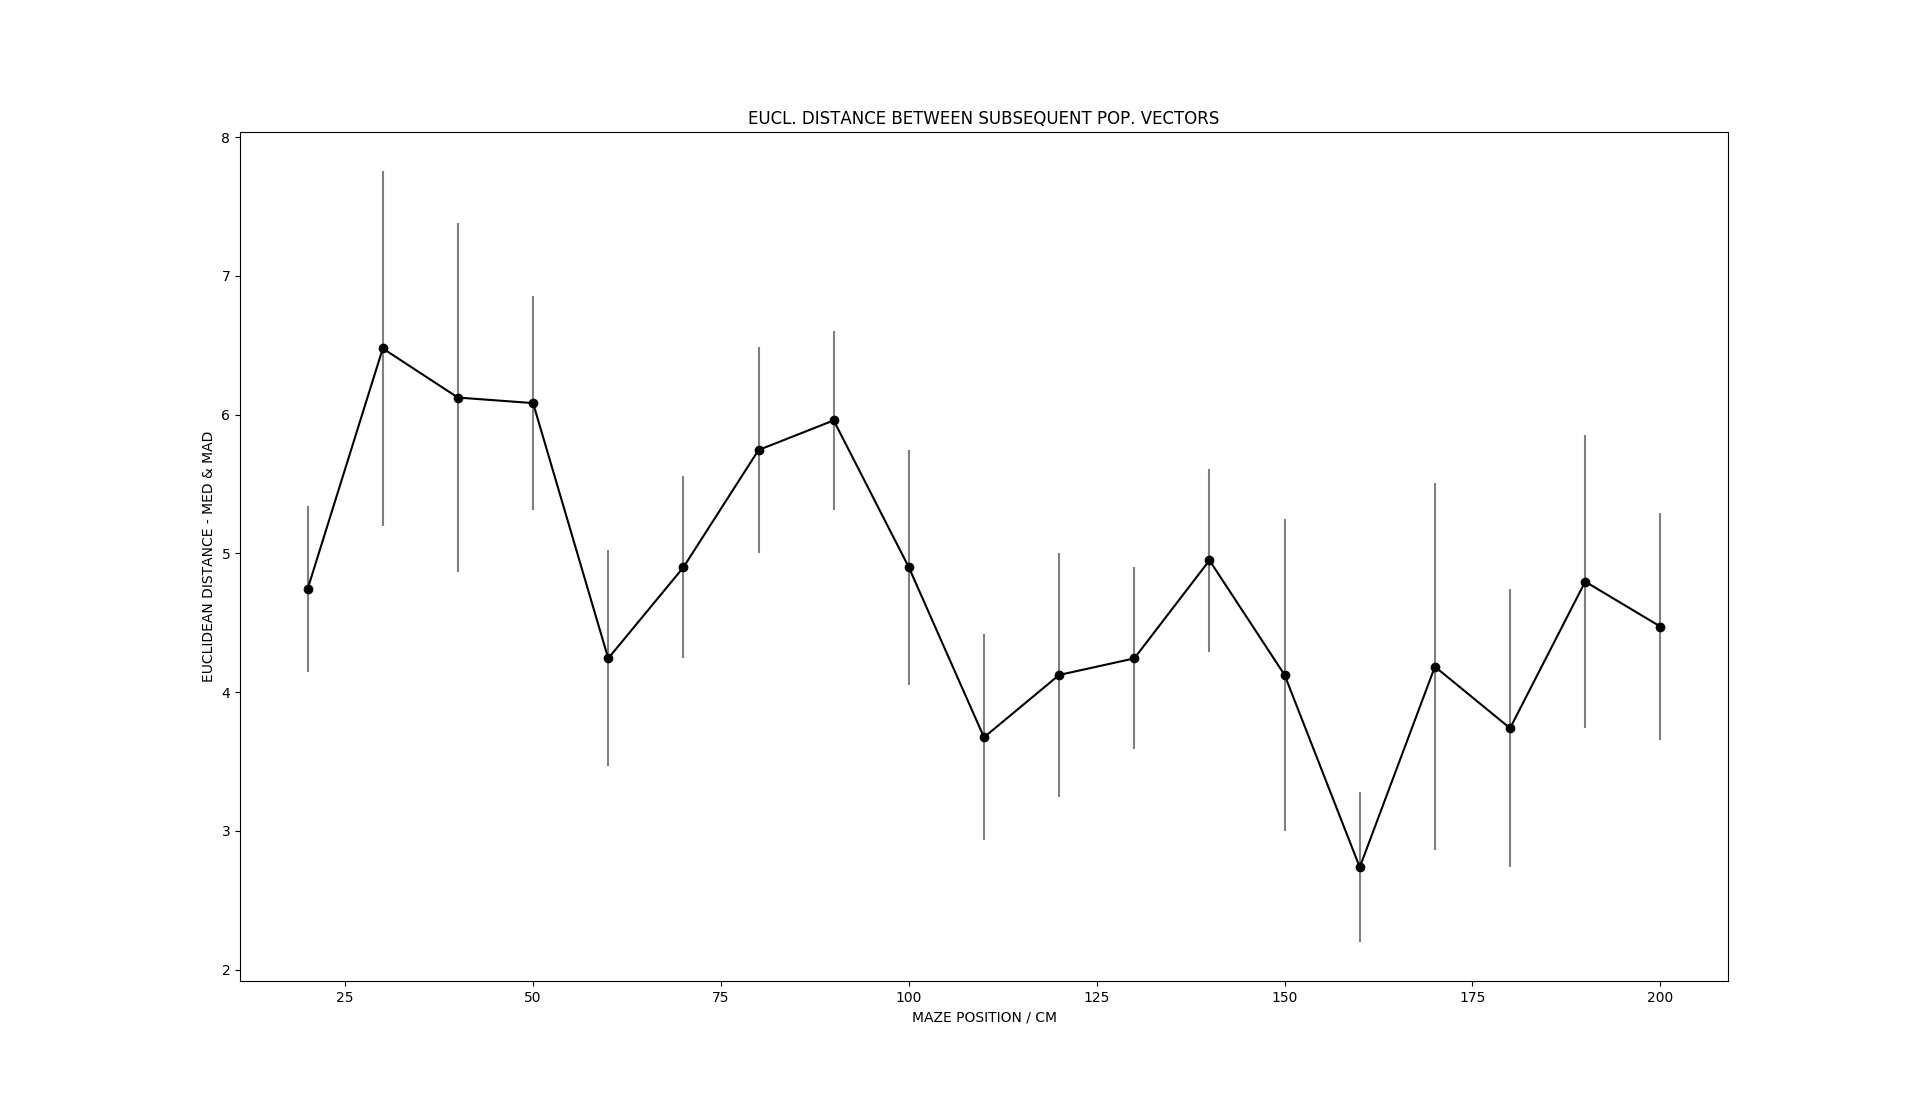 EUCL. DISTANCE BETWEEN SUBSEQUENT POP. VECTORS
8
7
6
5
4
3
2
EUCLIDEAN DISTANCE - MED & MAD
25 50 75 100 125 150 175 200
MAZE POSITION / CM